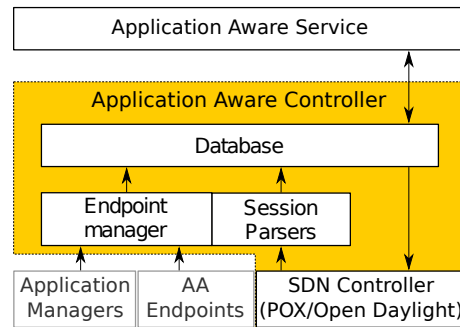 Application Aware Service
Application Aware Controller
Database
Endpoint
manager
Session
Parsers
Application
Managers
AA
Endpoints
SDN Controller
(POX/Open Daylight)